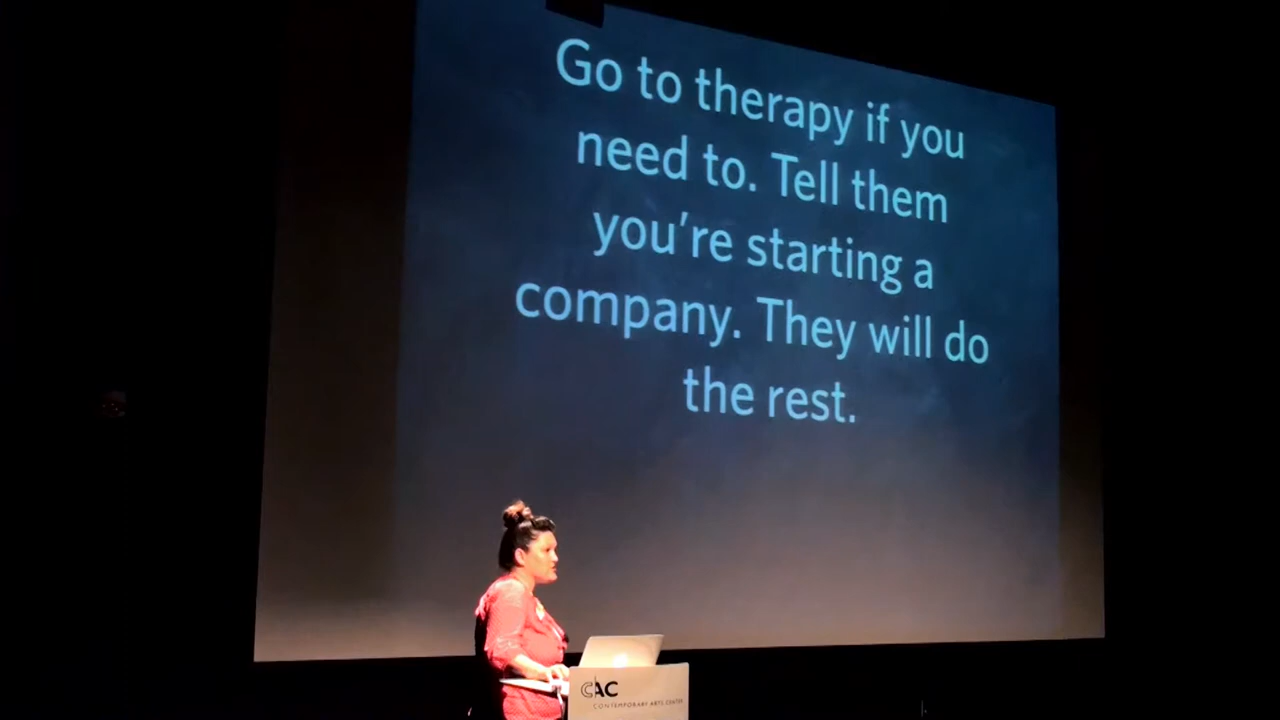 Go to therapy if you
need to. Tell them
you're starting a
company. They will do
the rest.
CAC
CONTEMPORARY ARTS CENTER